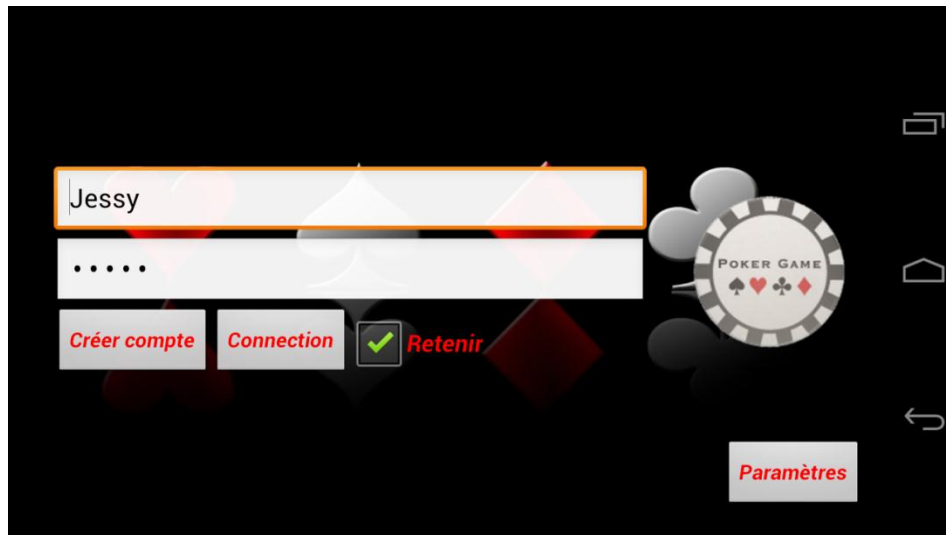 Jessy
•••••
POKER GAME
Créer compte
Connection
Retenir
Paramètres